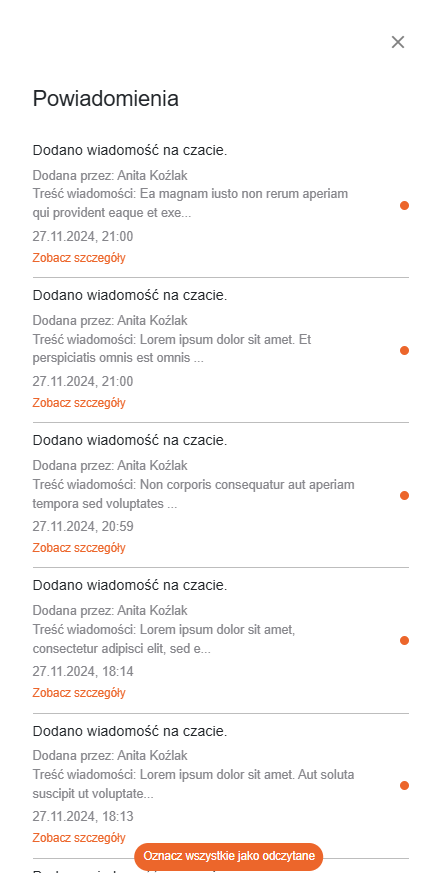 Powiadomienia
Dodano wiadomość na czacie.
Dodana przez: Anita Koźlak
Treść wiadomości: Ea magnam iusto non rerum aperiam
qui provident eaque et exe...
27.11.2024, 21:00
Zobacz szczegóły
Dodano wiadomość na czacie.
Dodana przez: Anita Koźlak
Treść wiadomości: Lorem ipsum dolor sit amet. Et
perspiciatis omnis est omnis ...
27.11.2024, 21:00
Zobacz szczegóły
Dodano wiadomość na czacie.
Dodana przez: Anita Koźlak
Treść wiadomości: Non corporis consequatur aut aperiam
tempora sed voluptates ...
27.11.2024, 20:59
Zobacz szczegóły
Dodano wiadomość na czacie.
Dodana przez: Anita Koźlak
Treść wiadomości: Lorem ipsum dolor sit amet,
consectetur adipisci elit, sed e...
27.11.2024, 18:14
Zobacz szczegóły
Dodano wiadomość na czacie.
Dodana przez: Anita Koźlak
Treść wiadomości: Lorem ipsum dolor sit amet. Aut soluta
suscipit ut voluptate...
27.11.2024, 18:13
Zobacz szczegóły
Oznacz wszystkie jako odczytane